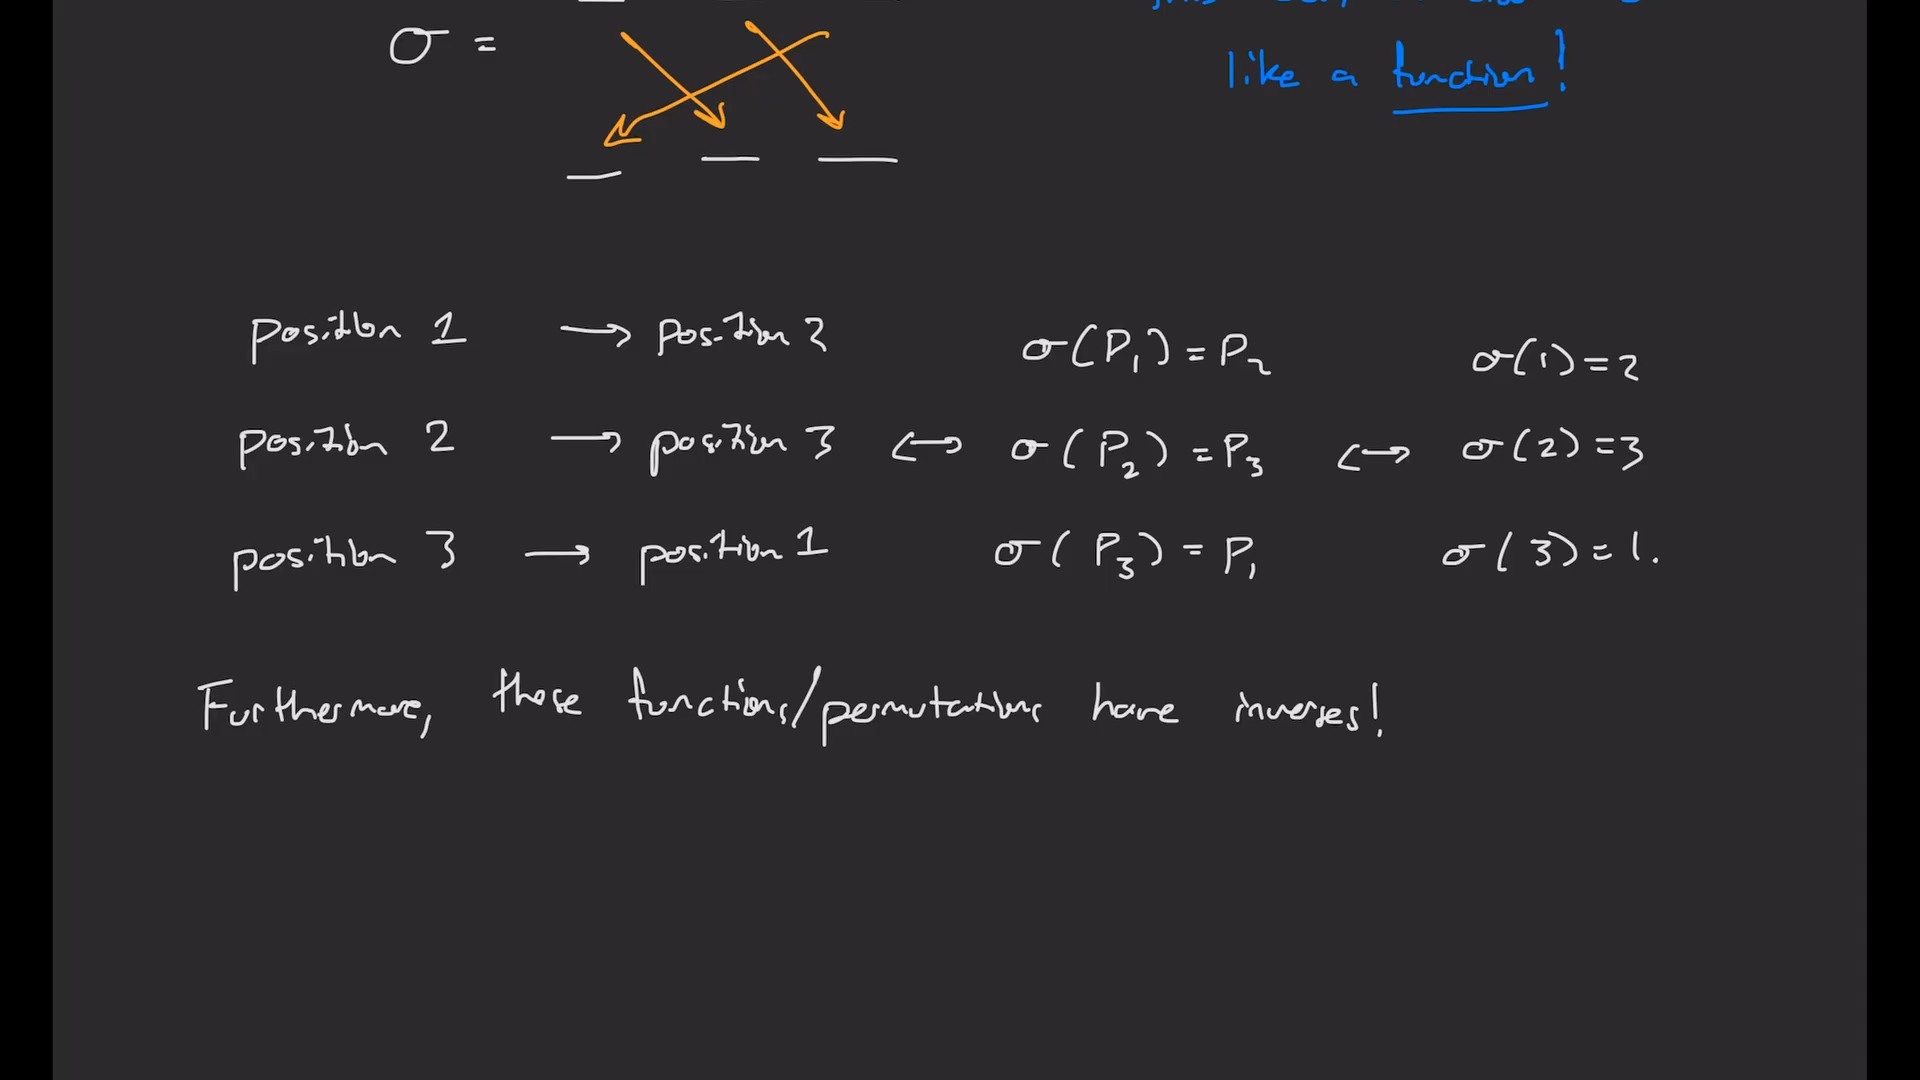 σ =
like a function!
position 1 → position 2 σ(P₁) = P₂ σ(1) = 2
position 2 → position 3 ↔ σ(P₂) = P₃ ↔ σ(2) = 3
position 3 → position 1 σ(P₃) = P₁ σ(3) = 1.
Furthermore, these functions/permutations have inverses!